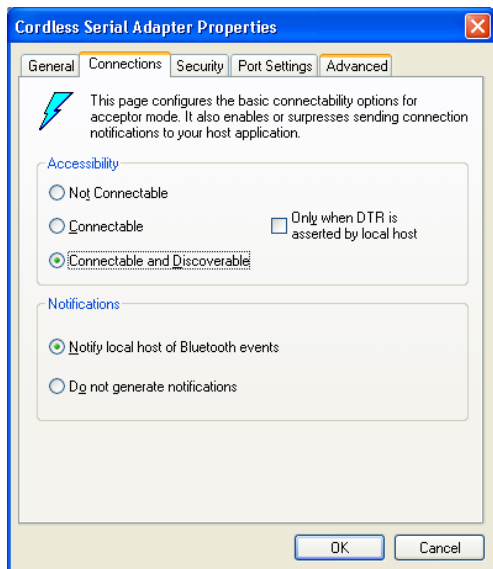 Cordless Serial Adapter Properties
General Connections Security Port Settings Advanced
This page configures the basic connectability options for
acceptor mode. It also enables or surpresses sending connection
notifications to your host application.
Accessibility
Not Connectable
Connectable
Only when DTR is
asserted by local host
Connectable and Discoverable
Notifications
Notify local host of Bluetooth events
Do not generate notifications
OK Cancel